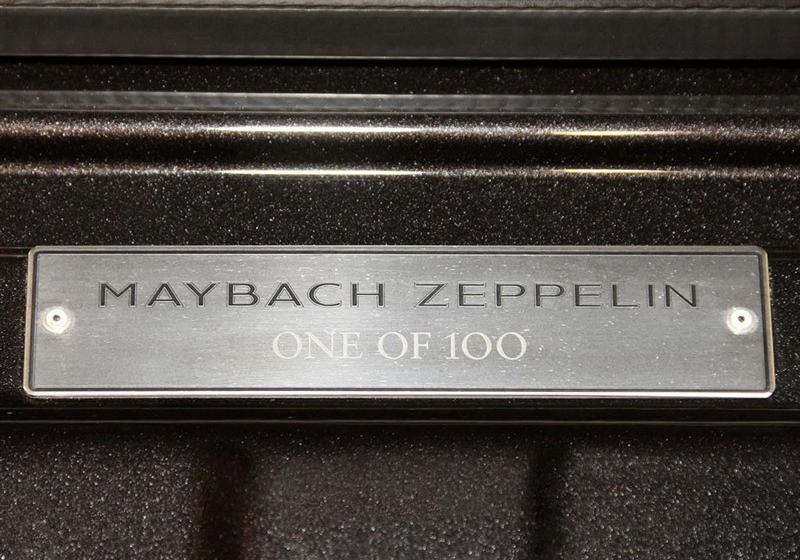 MAYBACH ZEPPELIN
ONE OF 100